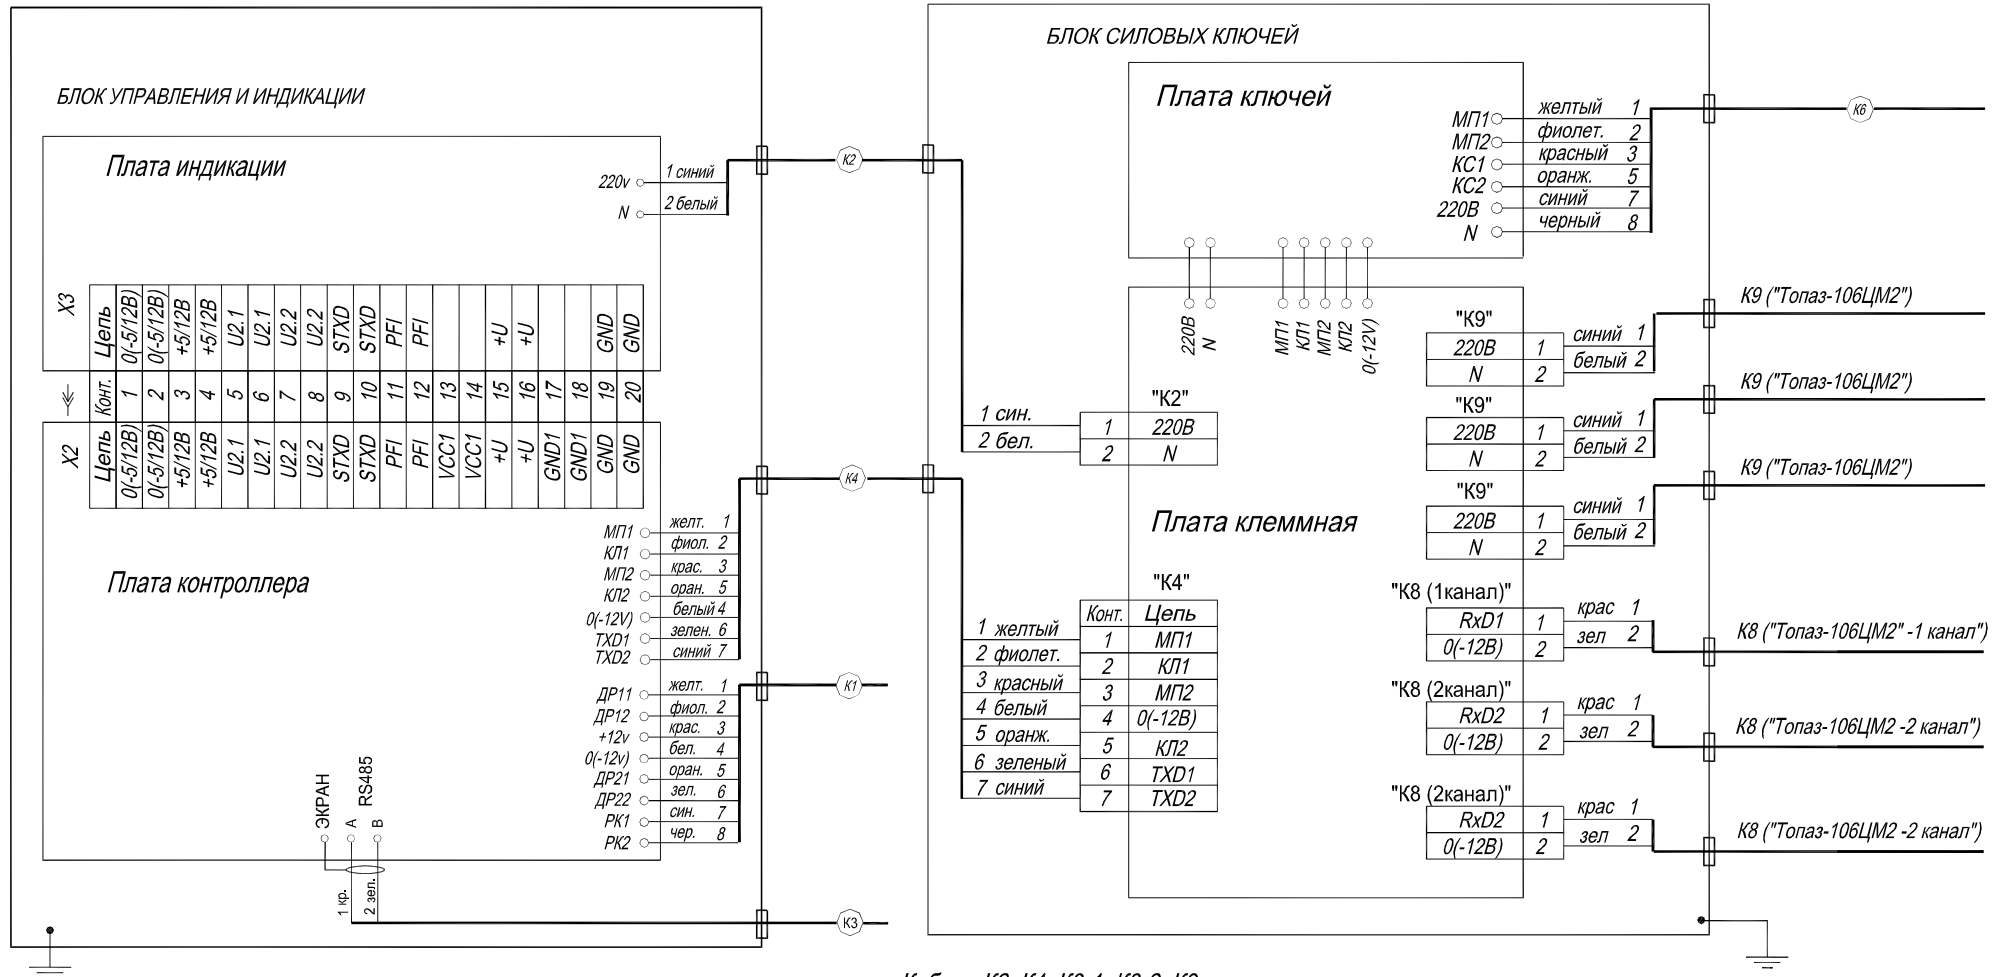 БЛОК УПРАВЛЕНИЯ И ИНДИКАЦИИ
Плата индикации
220v 1 синий
N 2 белый
X3
Цепь 0(-5/12В) 0(-5/12В) +5/12В +5/12В U2.1 U2.1 U2.2 U2.2 STXD STXD PFI PFI +U +U GND GND
Конт. 1 2 3 4 5 6 7 8 9 10 11 12 13 14 15 16 17 18 19 20
X2
Цепь 0(-5/12В) 0(-5/12В) +5/12В +5/12В U2.1 U2.1 U2.2 U2.2 STXD STXD PFI PFI VCC1 VCC1 +U +U GND1 GND1 GND GND
Плата контроллера
МП1 желт. 1
КЛ1 фиол. 2
МП2 крас. 3
КЛ2 оран. 5
0(-12V) белый 4
TXD1 зелен. 6
TXD2 синий 7
ДР11 желт. 1
ДР12 фиол. 2
+12v крас. 3
0(-12v) бел. 4
ДР21 оран. 5
ДР22 зел. 6
РК1 син. 7
РК2 чер. 8
ЭКРАН
A RS485 B
1 кр.
2 зел.
К2
К4
К1
К3
БЛОК СИЛОВЫХ КЛЮЧЕЙ
Плата ключей
МП1 желтый 1
МП2 фиолет. 2
КС1 красный 3
КС2 оранж. 5
220В синий 7
N черный 8
К6
220В N МП1 КЛ1 МП2 КЛ2 0(-12V)
"К2"
1 син. 1 220В
2 бел. 2 N
Плата клеммная
"К4"
Конт. Цепь
1 желтый 1 МП1
2 фиолет. 2 КЛ1
3 красный 3 МП2
4 белый 4 0(-12В)
5 оранж. 5 КЛ2
6 зеленый 6 TXD1
7 синий 7 TXD2
"К9"
220В 1 синий 1
N 2 белый 2
К9 ("Топаз-106ЦМ2")
"К9"
220В 1 синий 1
N 2 белый 2
К9 ("Топаз-106ЦМ2")
"К9"
220В 1 синий 1
N 2 белый 2
К9 ("Топаз-106ЦМ2")
"К8 (1канал)"
RxD1 1 крас 1
0(-12В) 2 зел 2
К8 ("Топаз-106ЦМ2" -1 канал")
"К8 (2канал)"
RxD2 1 крас 1
0(-12В) 2 зел 2
К8 ("Топаз-106ЦМ2 -2 канал")
"К8 (2канал)"
RxD2 1 крас 1
0(-12В) 2 зел 2
К8 ("Топаз-106ЦМ2 -2 канал")